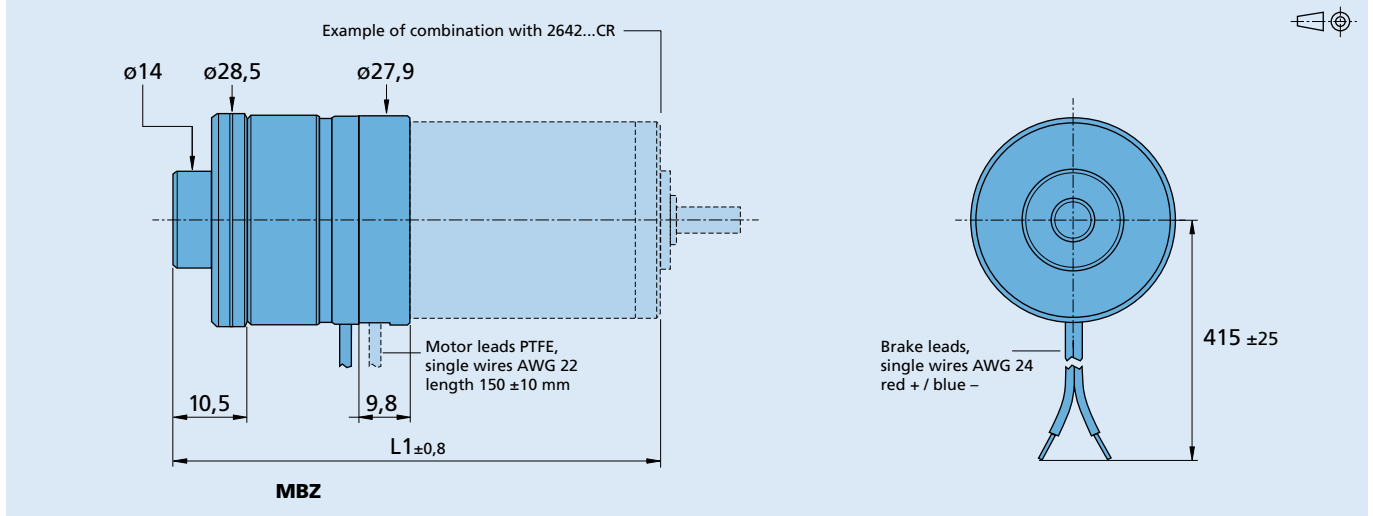 Example of combination with 2642...CR
ø14
ø28,5
ø27,9
Motor leads PTFE,
single wires AWG 22
length 150 ±10 mm
10,5
9,8
L1±0,8
MBZ
Brake leads,
single wires AWG 24
red + / blue –
415 ±25